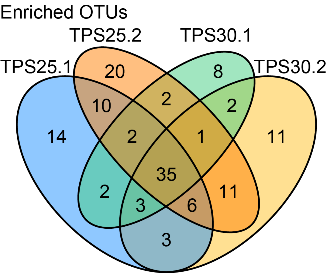 Enriched OTUs
TPS25.2 TPS30.1
TPS25.1 TPS30.2
20 8
10 2 2
14 2 1 11
35
2 3 6 11
3